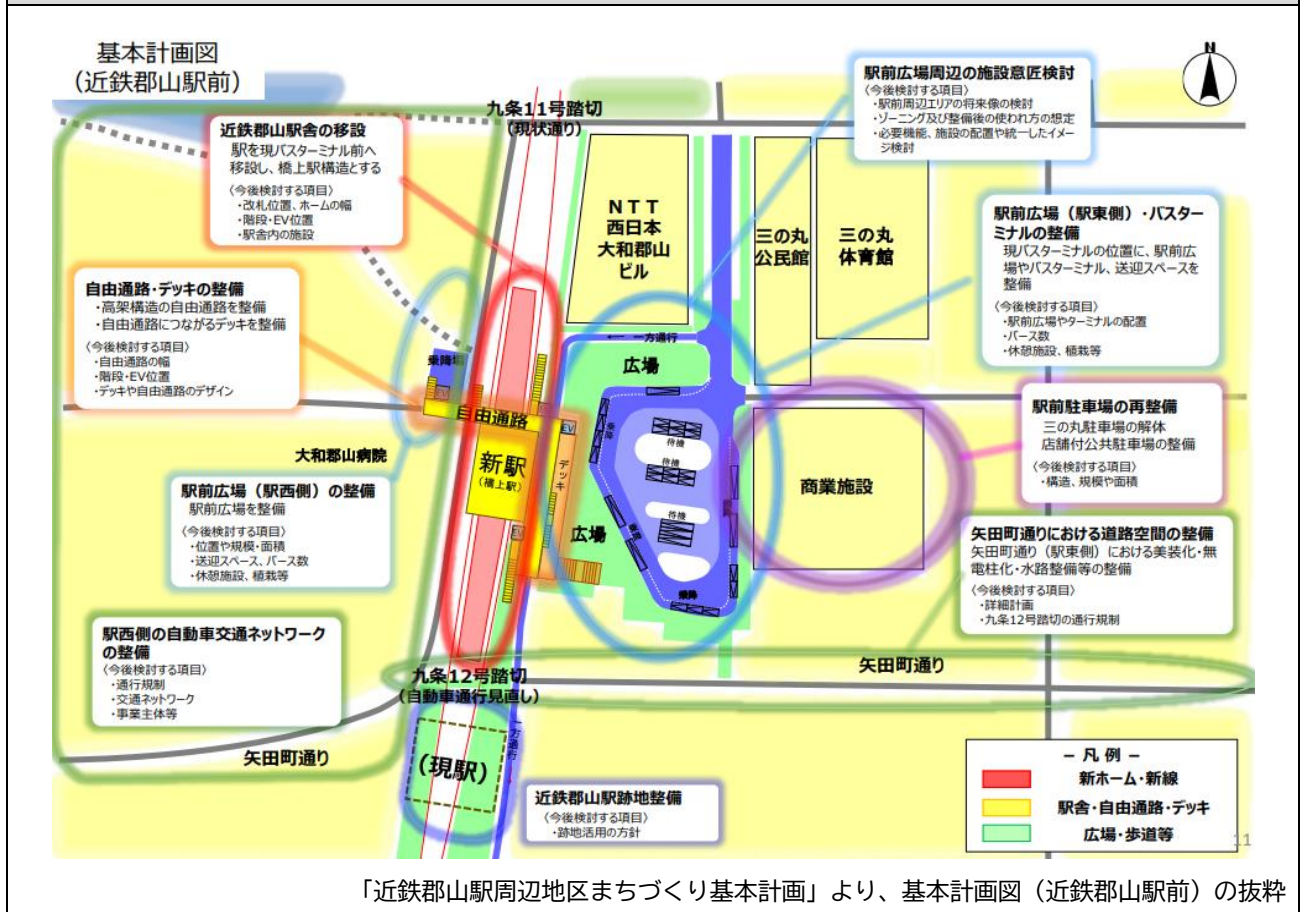 基本計画図
(近鉄郡山駅前)
N
九条11号踏切
(現状通り)
近鉄郡山駅舎の移設
駅を現バスターミナル前へ
移設し、橋上駅構造とする
〈今後検討する項目〉
・改札位置、ホームの幅
・階段・EV位置
・駅舎内の施設
自由通路・デッキの整備
・高架構造の自由通路を整備
・自由通路につながるデッキを整備
〈今後検討する項目〉
・自由通路の幅
・階段・EV位置
・デッキや自由通路のデザイン
駅前広場周辺の施設意匠検討
〈今後検討する項目〉
・駅前周辺エリアの将来像の検討
・ゾーニング及び整備後の使われ方の想定
・必要機能、施設の配置や統一したイメ
ージ検討
NTT
西日本
大和郡山
ビル
三の丸
公民館
三の丸
体育館
駅前広場(駅東側)・バスター
ミナルの整備
現バスターミナルの位置に、駅前広
場やバスターミナル、送迎スペースを
整備
〈今後検討する項目〉
・駅前広場やターミナルの配置
・バース数
・休憩施設、植栽等
← 一方通行
広場
乗降場
自由通路
EV
新駅
(橋上駅)
デッキ
EV
広場
乗降
待機
待機
待機
乗降
乗降
商業施設
駅前駐車場の再整備
三の丸駐車場の解体
店舗付公共駐車場の整備
〈今後検討する項目〉
・構造、規模や面積
大和郡山病院
駅前広場(駅西側)の整備
駅前広場を整備
〈今後検討する項目〉
・位置や規模・面積
・送迎スペース、バース数
・休憩施設、植栽等
矢田町通りにおける道路空間の整備
矢田町通り(駅東側)における美装化・無
電柱化・水路整備等の整備
〈今後検討する項目〉
・詳細計画
・九条12号踏切の通行規制
駅西側の自動車交通ネットワーク
の整備
〈今後検討する項目〉
・通行規制
・交通ネットワーク
・事業主体等
九条12号踏切
(自動車通行見直し)
矢田町通り
矢田町通り
(現駅)
一方通行
近鉄郡山駅跡地整備
〈今後検討する項目〉
・跡地活用の方針
− 凡例 −
新ホーム・新線
駅舎・自由通路・デッキ
広場・歩道等
11
「近鉄郡山駅周辺地区まちづくり基本計画」より、基本計画図(近鉄郡山駅前)の抜粋